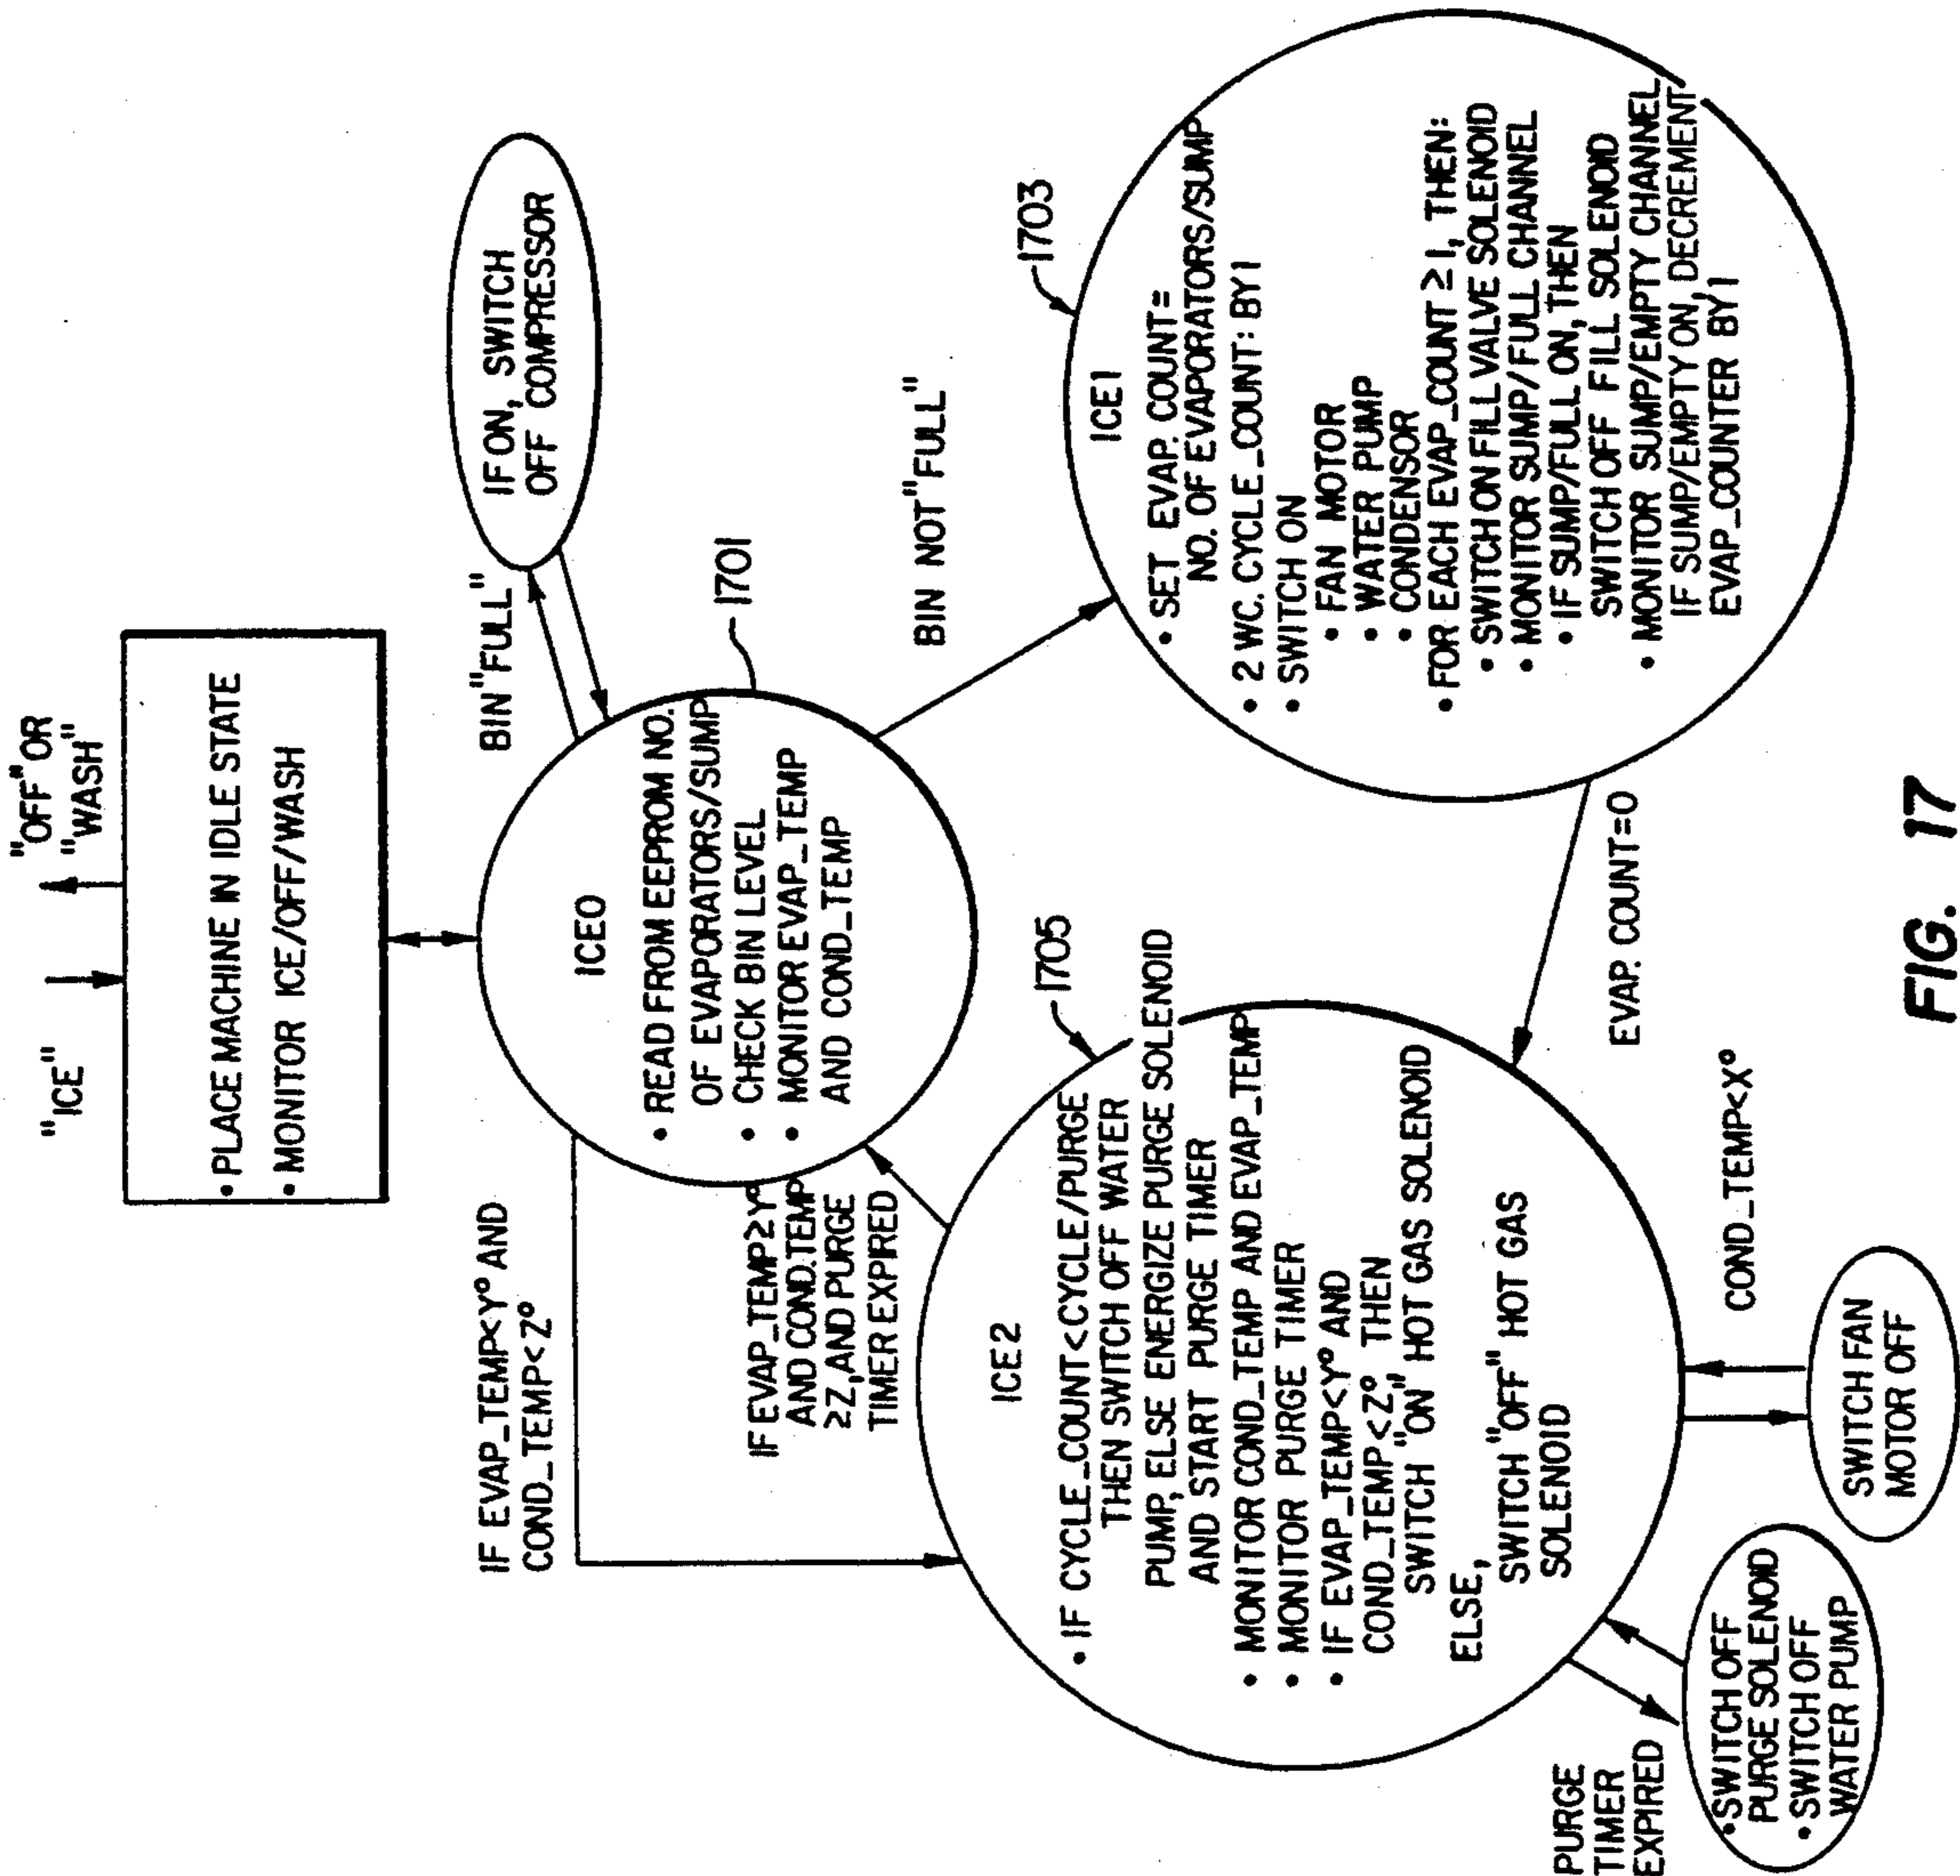 "ICE"
"OFF" OR
"WASH"
• PLACE MACHINE IN IDLE STATE
• MONITOR ICE/OFF/WASH
IF EVAP_TEMP<Y° AND
COND_TEMP<Z°
ICE0
• READ FROM EEPROM NO.
OF EVAPORATORS/SUMP
• CHECK BIN LEVEL
• MONITOR EVAP_TEMP
AND COND_TEMP
1701
BIN "FULL"
IF ON, SWITCH
OFF COMPRESSOR
BIN NOT "FULL"
IF EVAP_TEMP≥Y°
AND COND.TEMP
≥Z, AND PURGE
TIMER EXPIRED
1705
ICE2
• IF CYCLE_COUNT<CYCLE/PURGE
THEN SWITCH OFF WATER
PUMP, ELSE ENERGIZE PURGE SOLENOID
AND START PURGE TIMER
• MONITOR COND_TEMP AND EVAP_TEMP
• MONITOR PURGE TIMER
• IF EVAP_TEMP<Y° AND
COND_TEMP<Z°, THEN
SWITCH "ON" HOT GAS SOLENOID
ELSE,
SWITCH "OFF" HOT GAS
SOLENOID
1703
ICE1
• SET EVAP. COUNT=
NO. OF EVAPORATORS/SUMP
• 2 WC. CYCLE_COUNT: BY 1
• SWITCH ON
• FAN MOTOR
• WATER PUMP
• CONDENSOR
• FOR EACH EVAP_COUNT ≥ 1, THEN:
• SWITCH ON FILL VALVE SOLENOID
• MONITOR SUMP/FULL CHANNEL
• IF SUMP/FULL ON, THEN
SWITCH OFF FILL SOLENOID
• MONITOR SUMP/EMPTY CHANNEL
IF SUMP/EMPTY ON, DECREMENT
EVAP_COUNTER BY 1
EVAP. COUNT=0
PURGE
TIMER
EXPIRED
• SWITCH OFF
PURGE SOLENOID
• SWITCH OFF
WATER PUMP
SWITCH FAN
MOTOR OFF
COND_TEMP<X°
FIG. 17